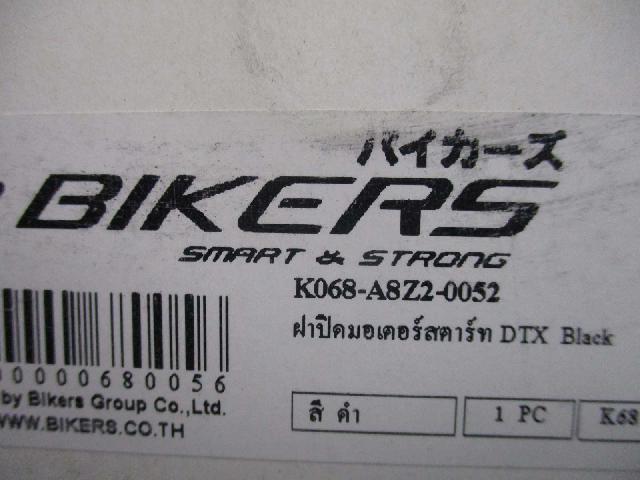 バイカーズ
BIKERS
SMART & STRONG
K068-A8Z2-0052
ฝาปิดมอเตอร์สตาร์ท DTX Black
0000680056
by Bikers Group Co.,Ltd.
WWW.BIKERS.CO.TH
สี ดำ
1 PC
K68